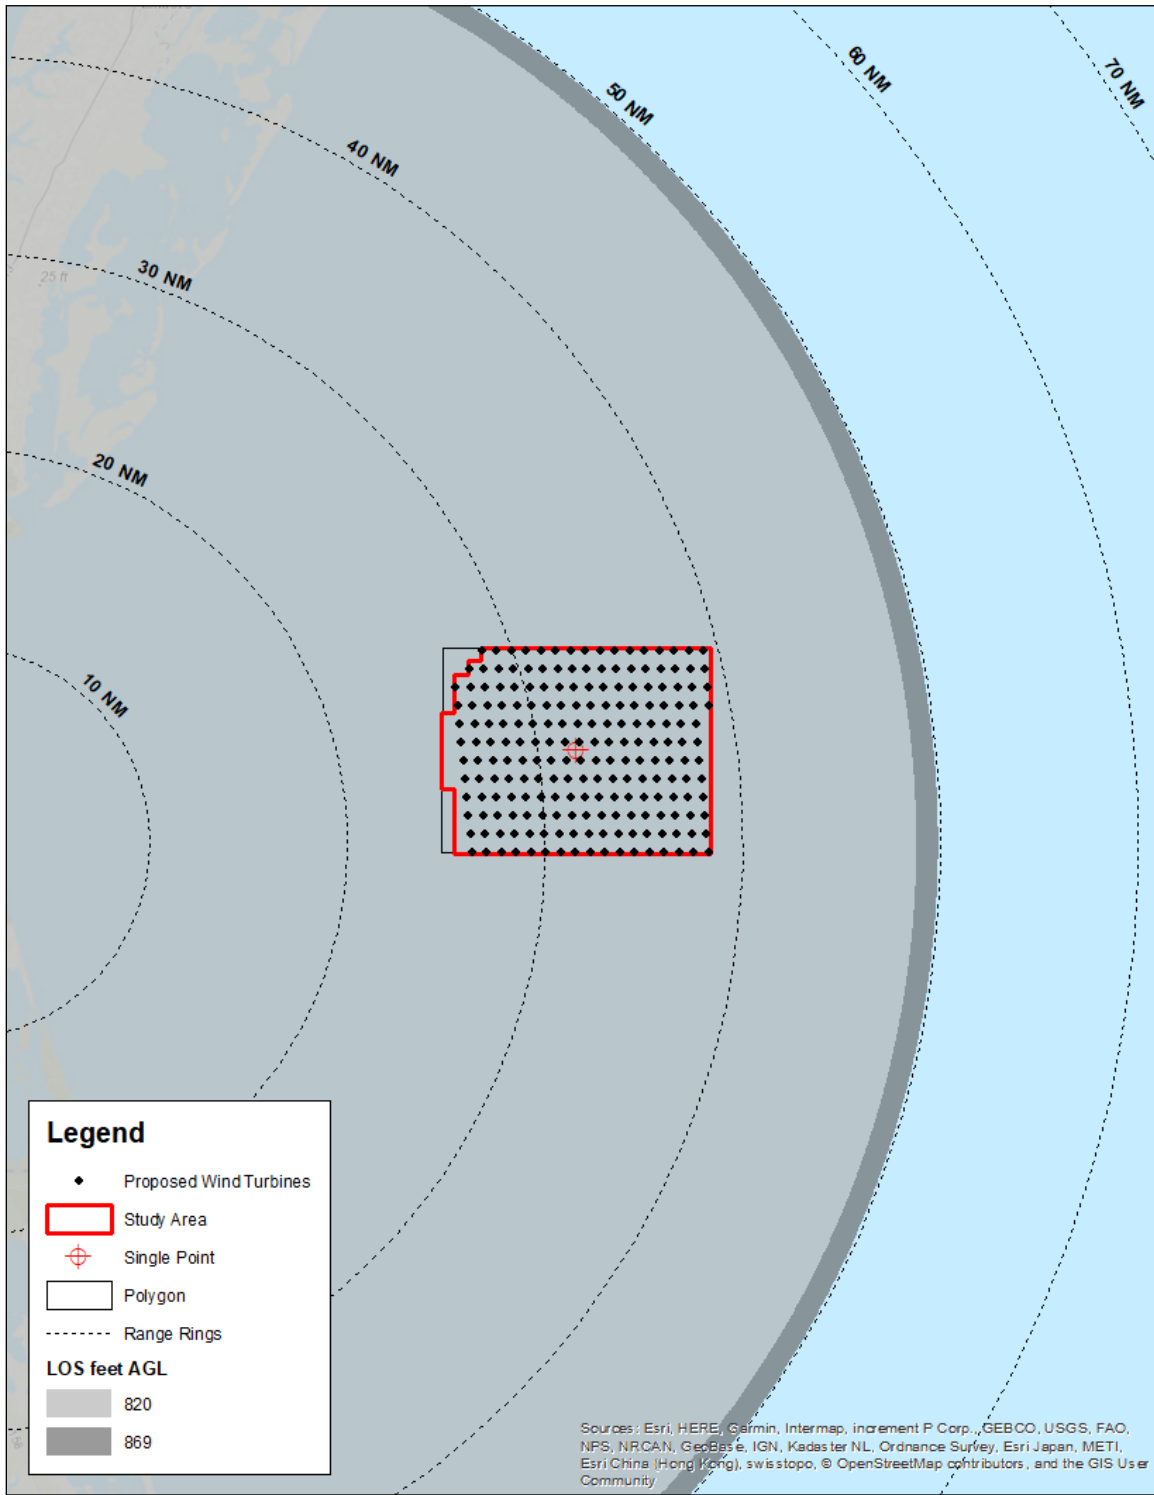 50 NM
60 NM
70 NM
40 NM
30 NM
25 ft
20 NM
10 NM
Legend
Proposed Wind Turbines
Study Area
Single Point
Polygon
Range Rings
LOS feet AGL
820
869
Sources: Esri, HERE, Garmin, Intermap, increment P Corp., GEBCO, USGS, FAO,
NPS, NRCAN, GeoBase, IGN, Kadaster NL, Ordnance Survey, Esri Japan, METI,
Esri China (Hong Kong), swisstopo, © OpenStreetMap contributors, and the GIS User
Community